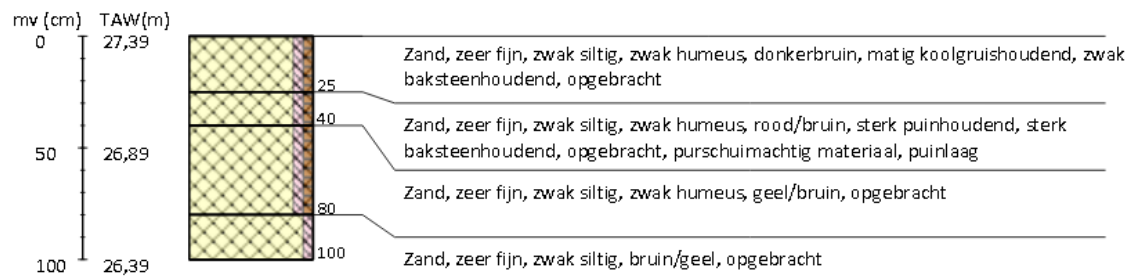 mv (cm) TAW(m)
0 27,39
Zand, zeer fijn, zwak siltig, zwak humeus, donkerbruin, matig koolgruishoudend, zwak
baksteenhoudend, opgebracht
25
Zand, zeer fijn, zwak siltig, zwak humeus, rood/bruin, sterk puinhoudend, sterk
baksteenhoudend, opgebracht, purschuimachtig materiaal, puinlaag
40
50 26,89
Zand, zeer fijn, zwak siltig, zwak humeus, geel/bruin, opgebracht
80
Zand, zeer fijn, zwak siltig, bruin/geel, opgebracht
100
100 26,39